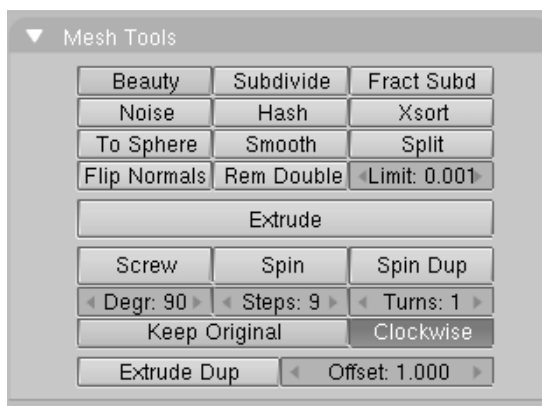 Mesh Tools
Beauty Subdivide Fract Subd
Noise Hash Xsort
To Sphere Smooth Split
Flip Normals Rem Double Limit: 0.001
Extrude
Screw Spin Spin Dup
Degr: 90 Steps: 9 Turns: 1
Keep Original Clockwise
Extrude Dup Offset: 1.000